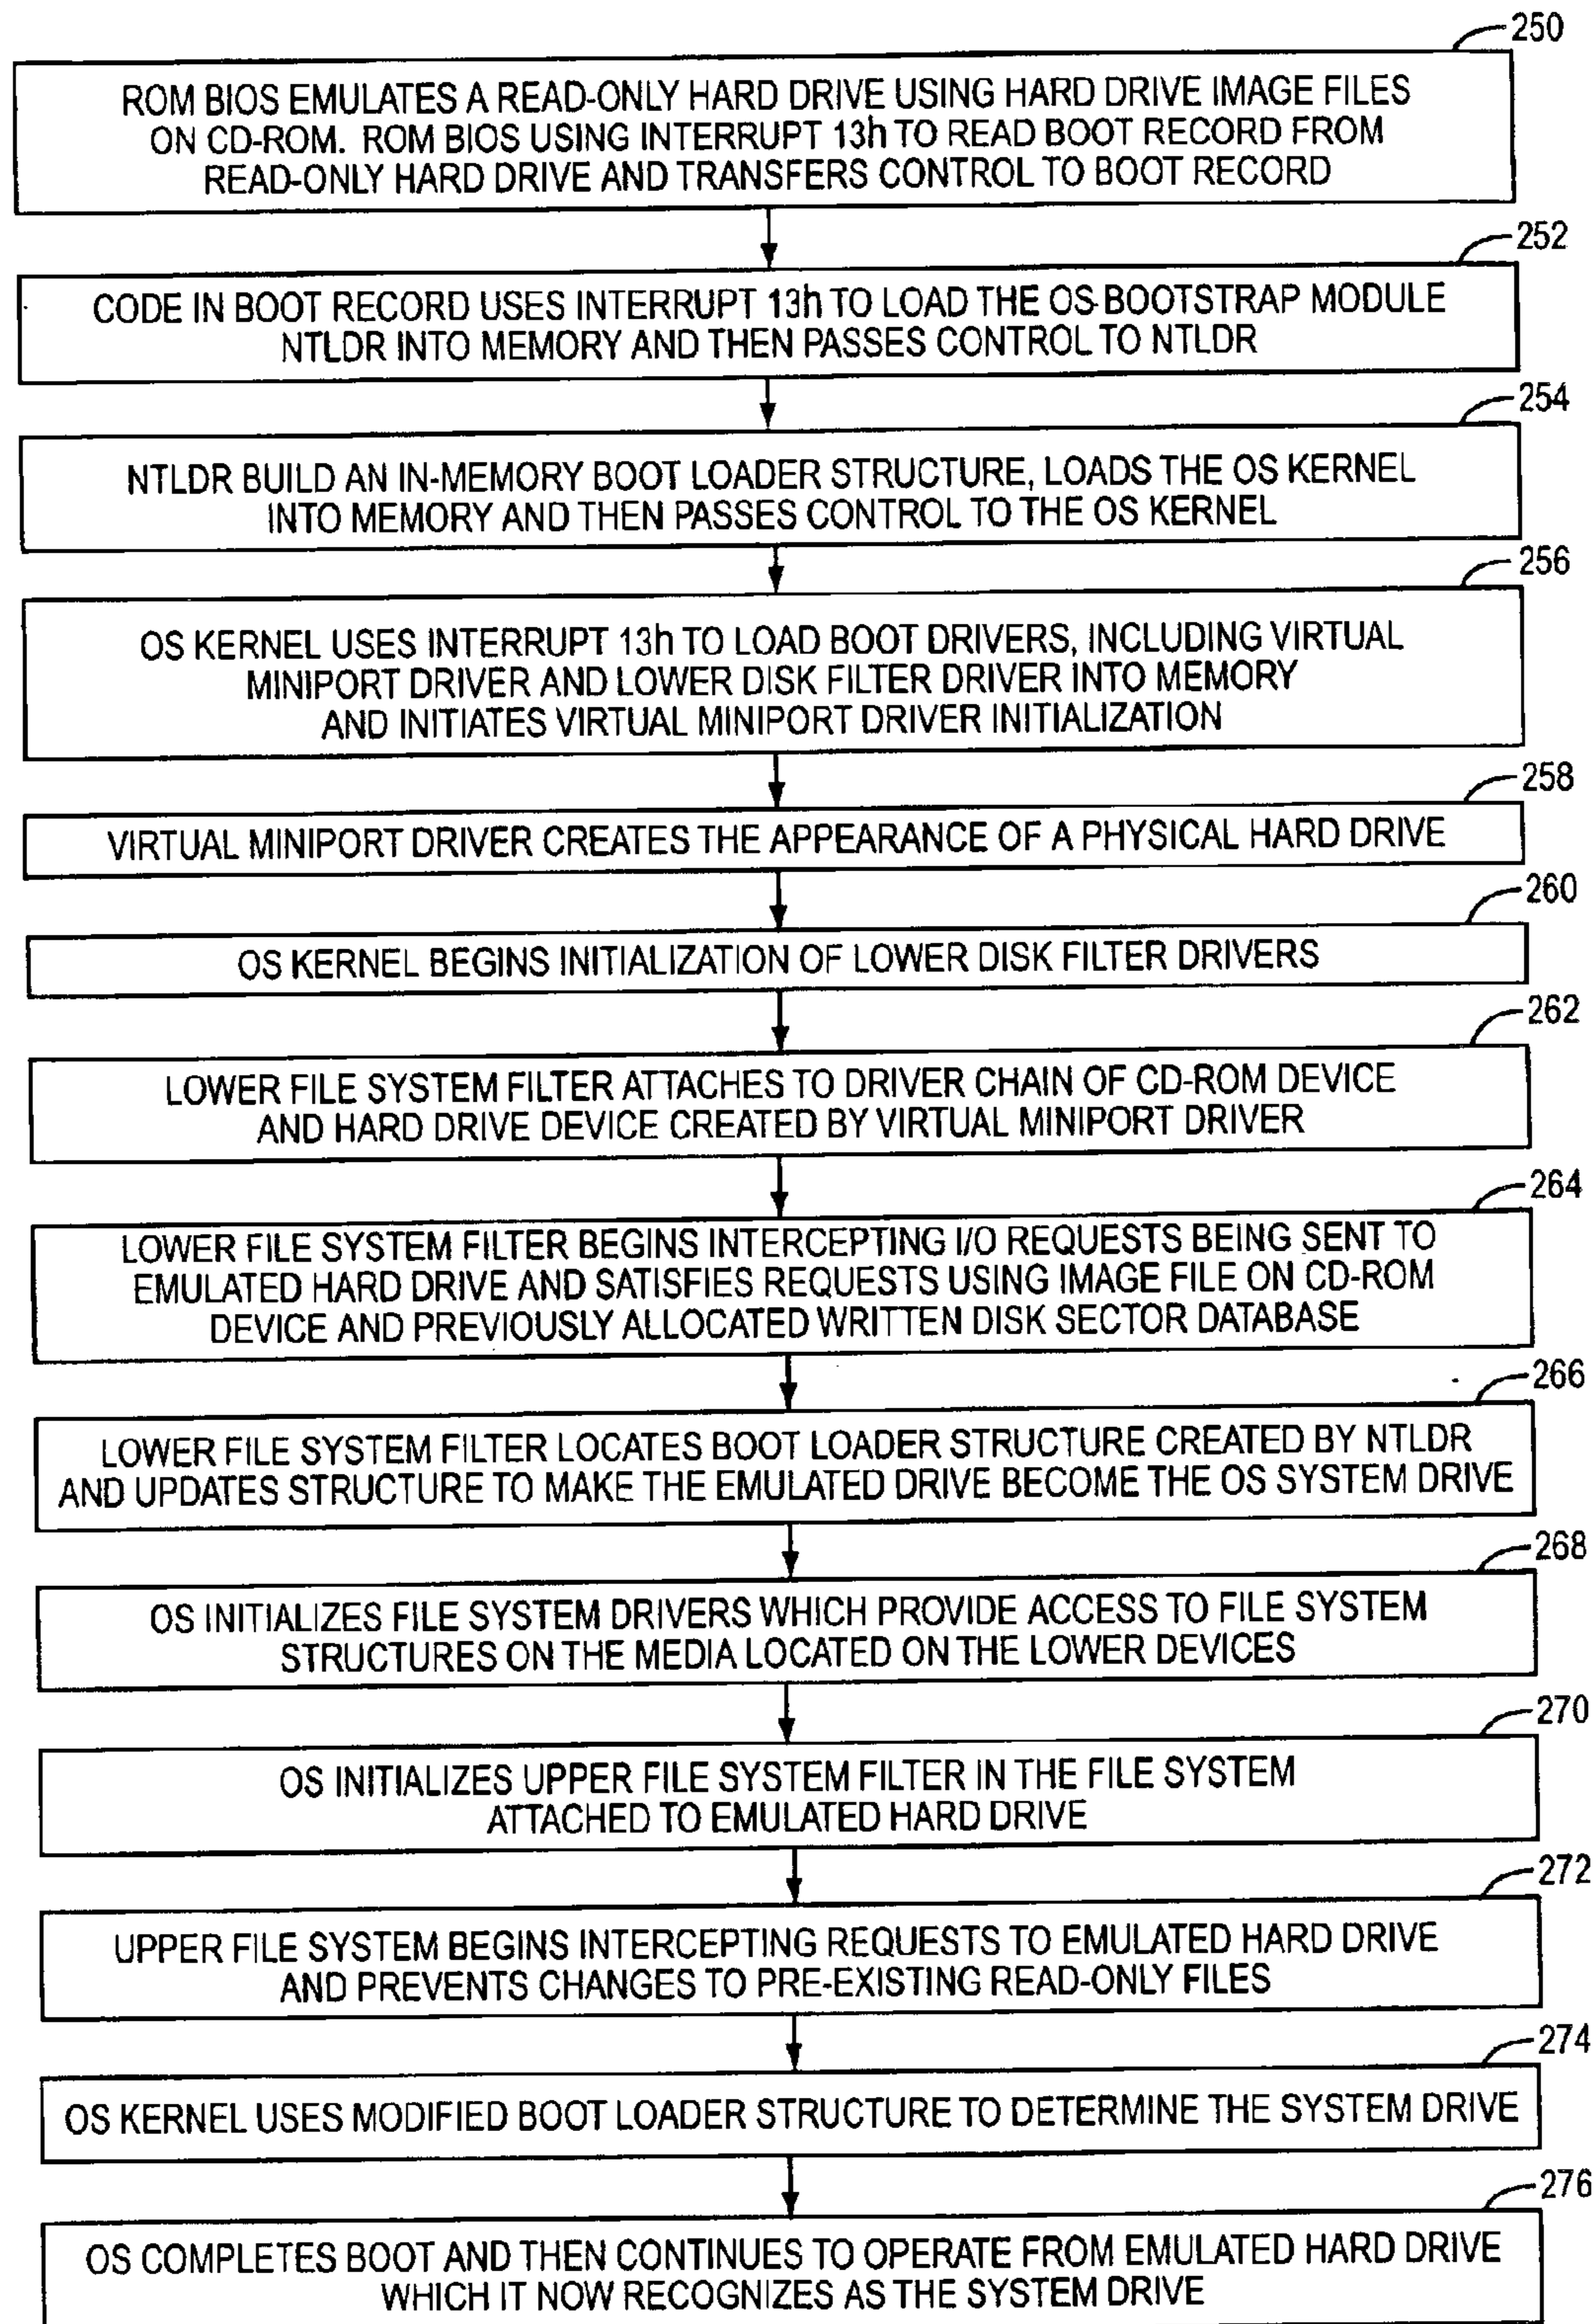 250
ROM BIOS EMULATES A READ-ONLY HARD DRIVE USING HARD DRIVE IMAGE FILES
ON CD-ROM. ROM BIOS USING INTERRUPT 13h TO READ BOOT RECORD FROM
READ-ONLY HARD DRIVE AND TRANSFERS CONTROL TO BOOT RECORD
252
CODE IN BOOT RECORD USES INTERRUPT 13h TO LOAD THE OS-BOOTSTRAP MODULE
NTLDR INTO MEMORY AND THEN PASSES CONTROL TO NTLDR
254
NTLDR BUILD AN IN-MEMORY BOOT LOADER STRUCTURE, LOADS THE OS KERNEL
INTO MEMORY AND THEN PASSES CONTROL TO THE OS KERNEL
256
OS KERNEL USES INTERRUPT 13h TO LOAD BOOT DRIVERS, INCLUDING VIRTUAL
MINIPORT DRIVER AND LOWER DISK FILTER DRIVER INTO MEMORY
AND INITIATES VIRTUAL MINIPORT DRIVER INITIALIZATION
258
VIRTUAL MINIPORT DRIVER CREATES THE APPEARANCE OF A PHYSICAL HARD DRIVE
260
OS KERNEL BEGINS INITIALIZATION OF LOWER DISK FILTER DRIVERS
262
LOWER FILE SYSTEM FILTER ATTACHES TO DRIVER CHAIN OF CD-ROM DEVICE
AND HARD DRIVE DEVICE CREATED BY VIRTUAL MINIPORT DRIVER
264
LOWER FILE SYSTEM FILTER BEGINS INTERCEPTING I/O REQUESTS BEING SENT TO
EMULATED HARD DRIVE AND SATISFIES REQUESTS USING IMAGE FILE ON CD-ROM
DEVICE AND PREVIOUSLY ALLOCATED WRITTEN DISK SECTOR DATABASE
266
LOWER FILE SYSTEM FILTER LOCATES BOOT LOADER STRUCTURE CREATED BY NTLDR
AND UPDATES STRUCTURE TO MAKE THE EMULATED DRIVE BECOME THE OS SYSTEM DRIVE
268
OS INITIALIZES FILE SYSTEM DRIVERS WHICH PROVIDE ACCESS TO FILE SYSTEM
STRUCTURES ON THE MEDIA LOCATED ON THE LOWER DEVICES
270
OS INITIALIZES UPPER FILE SYSTEM FILTER IN THE FILE SYSTEM
ATTACHED TO EMULATED HARD DRIVE
272
UPPER FILE SYSTEM BEGINS INTERCEPTING REQUESTS TO EMULATED HARD DRIVE
AND PREVENTS CHANGES TO PRE-EXISTING READ-ONLY FILES
274
OS KERNEL USES MODIFIED BOOT LOADER STRUCTURE TO DETERMINE THE SYSTEM DRIVE
276
OS COMPLETES BOOT AND THEN CONTINUES TO OPERATE FROM EMULATED HARD DRIVE
WHICH IT NOW RECOGNIZES AS THE SYSTEM DRIVE